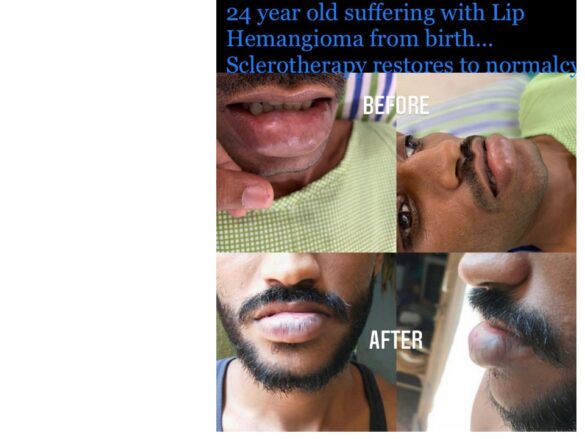 24 year old suffering with Lip
Hemangioma from birth...
Sclerotherapy restores to normalcy
BEFORE
AFTER